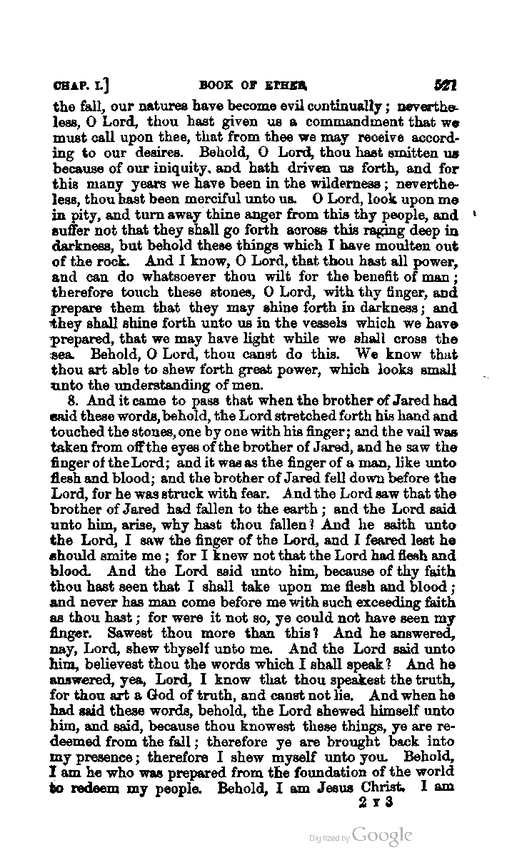 CHAP. I.] BOOK OF ETHER, 521
the fall, our natures have become evil continually; neverthe-
less, O Lord, thou hast given us a commandment that we
must call upon thee, that from thee we may receive accord-
ing to our desires. Behold, O Lord, thou hast smitten us
because of our iniquity, and hath driven us forth, and for
this many years we have been in the wilderness; neverthe-
less, thou hast been merciful unto us. O Lord, look upon me
in pity, and turn away thine anger from this thy people, and
suffer not that they shall go forth across this raging deep in
darkness, but behold these things which I have moulten out
of the rock. And I know, O Lord, that thou hast all power,
and can do whatsoever thou wilt for the benefit of man;
therefore touch these stones, O Lord, with thy finger, and
prepare them that they may shine forth in darkness; and
they shall shine forth unto us in the vessels which we have
prepared, that we may have light while we shall cross the
sea. Behold, O Lord, thou canst do this. We know that
thou art able to shew forth great power, which looks small
unto the understanding of men.
8. And it came to pass that when the brother of Jared had
said these words, behold, the Lord stretched forth his hand and
touched the stones, one by one with his finger; and the vail was
taken from off the eyes of the brother of Jared, and he saw the
finger of the Lord; and it was as the finger of a man, like unto
flesh and blood; and the brother of Jared fell down before the
Lord, for he was struck with fear. And the Lord saw that the
brother of Jared had fallen to the earth; and the Lord said
unto him, arise, why hast thou fallen? And he saith unto
the Lord, I saw the finger of the Lord, and I feared lest he
should smite me; for I knew not that the Lord had flesh and
blood. And the Lord said unto him, because of thy faith
thou hast seen that I shall take upon me flesh and blood;
and never has man come before me with such exceeding faith
as thou hast; for were it not so, ye could not have seen my
finger. Sawest thou more than this? And he answered,
nay, Lord, shew thyself unto me. And the Lord said unto
him, believest thou the words which I shall speak? And he
answered, yea, Lord, I know that thou speakest the truth,
for thou art a God of truth, and canst not lie. And when he
had said these words, behold, the Lord shewed himself unto
him, and said, because thou knowest these things, ye are re-
deemed from the fall; therefore ye are brought back into
my presence; therefore I shew myself unto you. Behold,
I am he who was prepared from the foundation of the world
to redeem my people. Behold, I am Jesus Christ. I am
2 Y 3
Digitized by Google